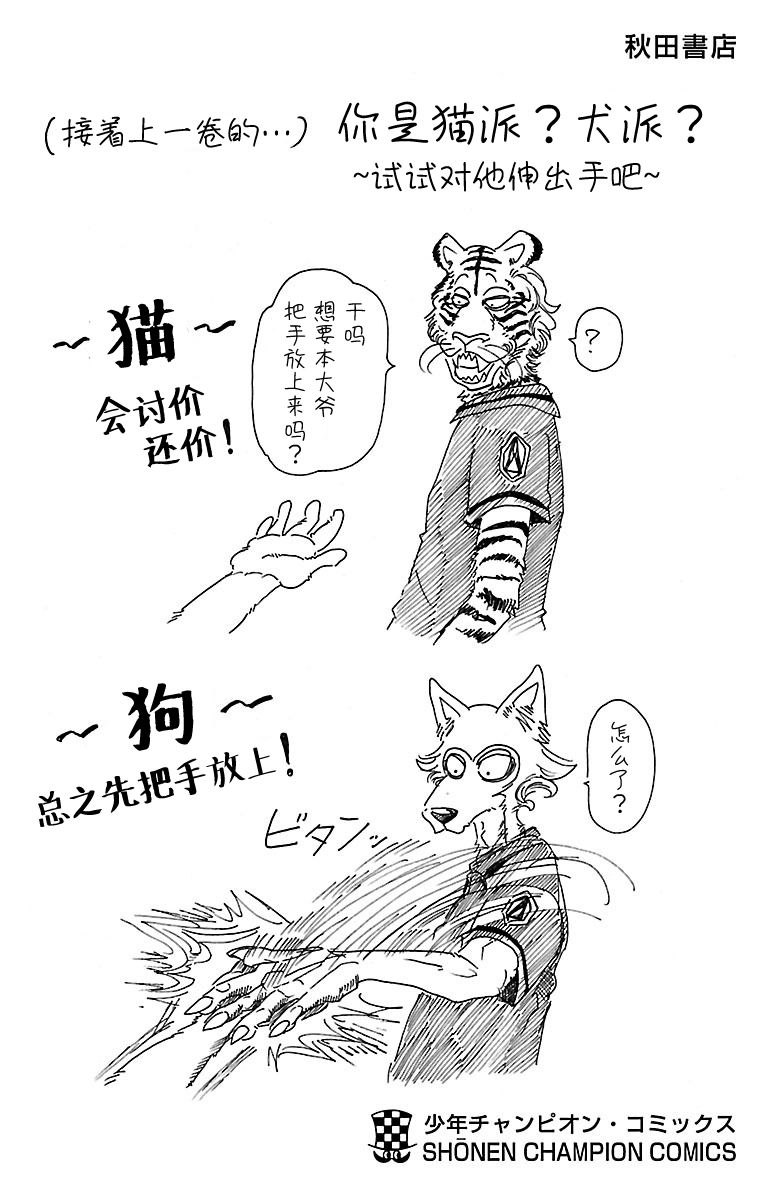 秋田書店
(接着上一卷的…) 你是猫派？犬派？
~试试对他伸出手吧~
~猫~
会讨价
还价！
干吗
想要本大爷
把手放上来吗？
？
~狗~
总之先把手放上！
怎么了？
ビタンッ
少年チャンピオン・コミックス
SHŌNEN CHAMPION COMICS